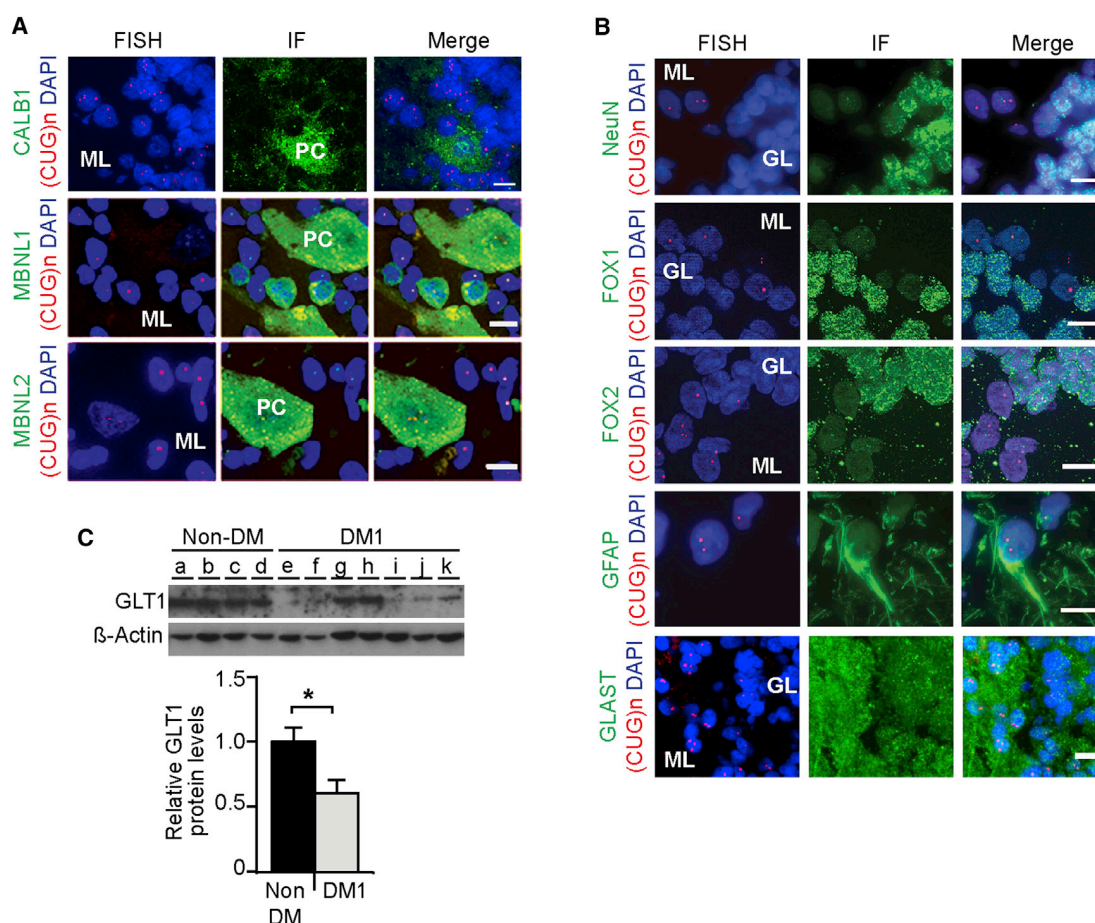 A
FISH IF Merge
CALB1
(CUG)n DAPI
ML
PC
MBNL1
(CUG)n DAPI
PC
ML
MBNL2
(CUG)n DAPI
PC
ML
B
FISH IF Merge
NeuN
(CUG)n DAPI
ML
GL
FOX1
(CUG)n DAPI
ML
GL
FOX2
(CUG)n DAPI
GL
ML
GFAP
(CUG)n DAPI
GLAST
(CUG)n DAPI
GL
ML
C
Non-DM DM1
a b c d e f g h i j k
GLT1
ß-Actin
Relative GLT1
protein levels
1.5
*
1.0
0.5
0
Non DM1
DM